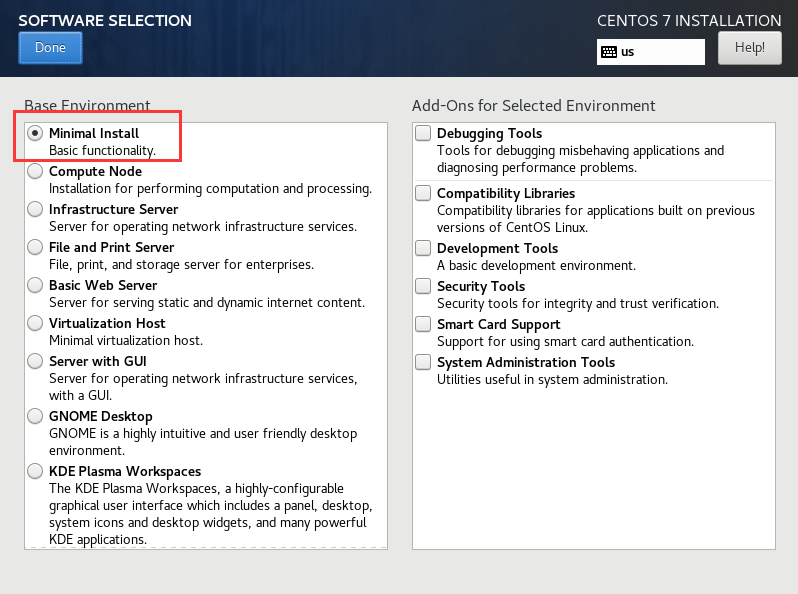 SOFTWARE SELECTION
Done
CENTOS 7 INSTALLATION
us
Help!
Base Environment
Minimal Install
Basic functionality.
Compute Node
Installation for performing computation and processing.
Infrastructure Server
Server for operating network infrastructure services.
File and Print Server
File, print, and storage server for enterprises.
Basic Web Server
Server for serving static and dynamic internet content.
Virtualization Host
Minimal virtualization host.
Server with GUI
Server for operating network infrastructure services,
with a GUI.
GNOME Desktop
GNOME is a highly intuitive and user friendly desktop
environment.
KDE Plasma Workspaces
The KDE Plasma Workspaces, a highly-configurable
graphical user interface which includes a panel, desktop,
system icons and desktop widgets, and many powerful
KDE applications.
Add-Ons for Selected Environment
Debugging Tools
Tools for debugging misbehaving applications and
diagnosing performance problems.
Compatibility Libraries
Compatibility libraries for applications built on previous
versions of CentOS Linux.
Development Tools
A basic development environment.
Security Tools
Security tools for integrity and trust verification.
Smart Card Support
Support for using smart card authentication.
System Administration Tools
Utilities useful in system administration.